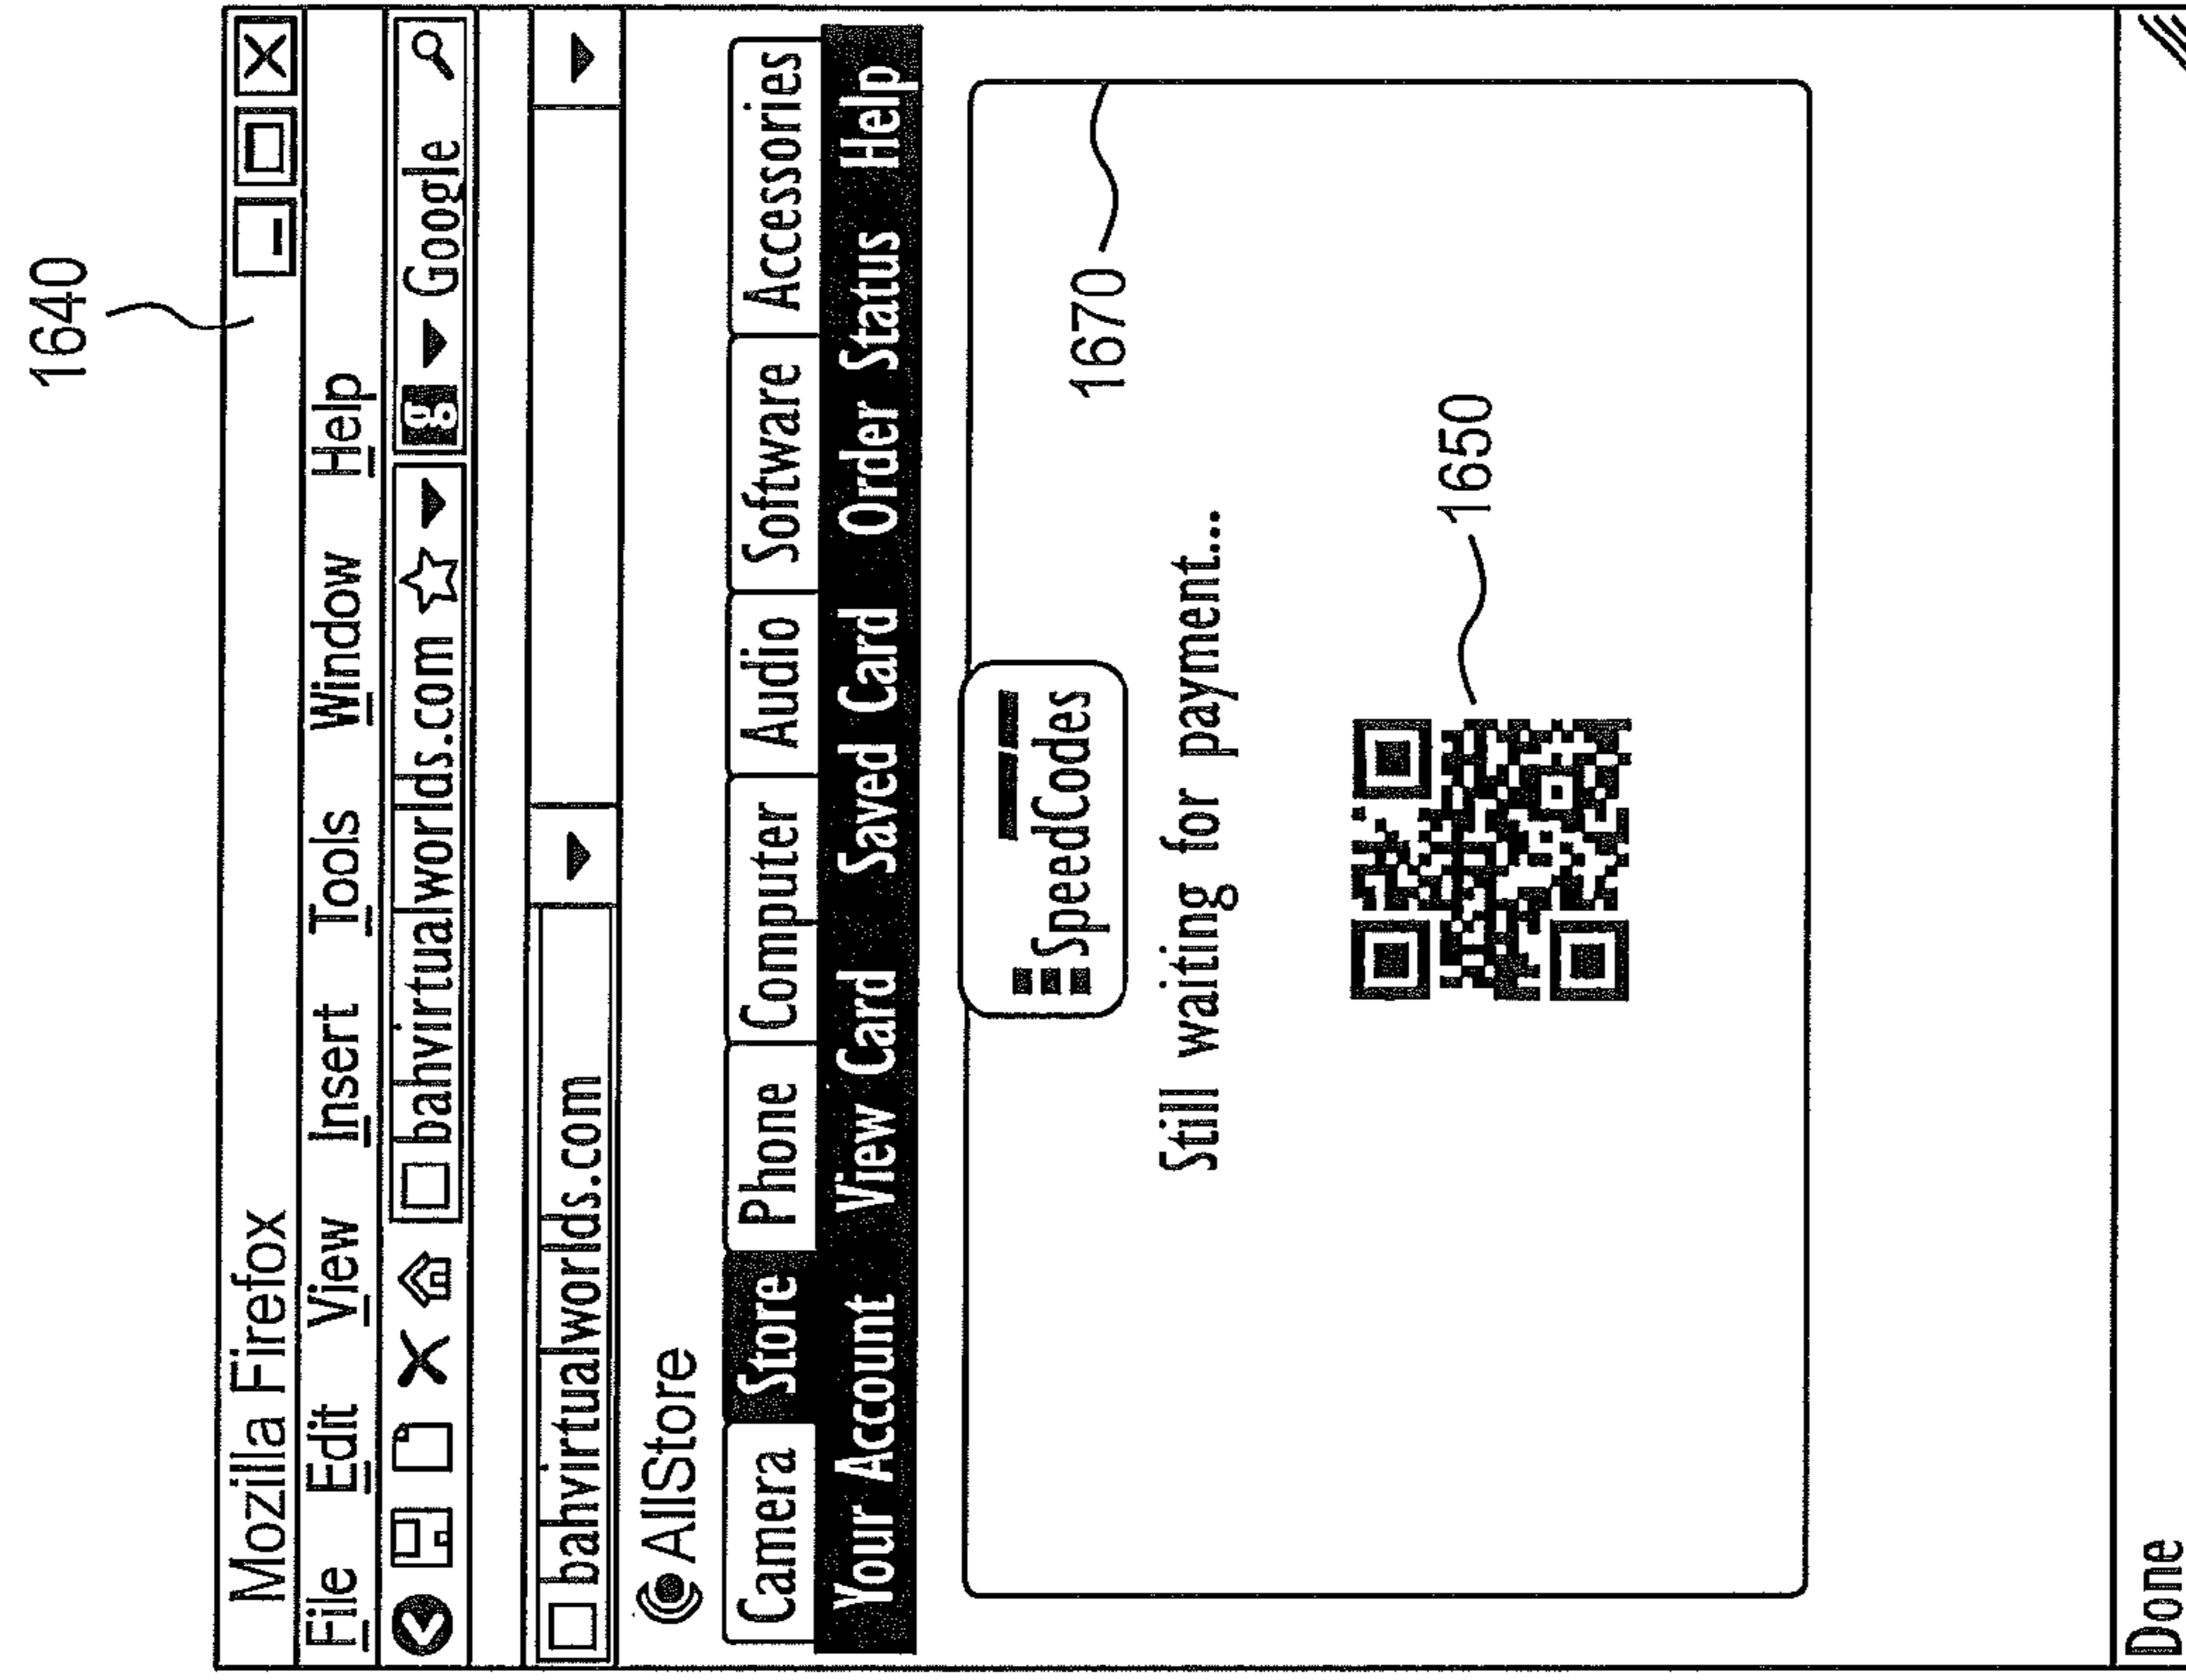 1640
Mozilla Firefox
File Edit View Insert Tools Window Help
bahvirtualworlds.com g Google
bahvirtualworlds.com
AllStore
Camera Store Phone Computer Audio Software Accessories
Your Account View Card Saved Card Order Status Help
SpeedCodes
1670
Still waiting for payment...
1650
Done